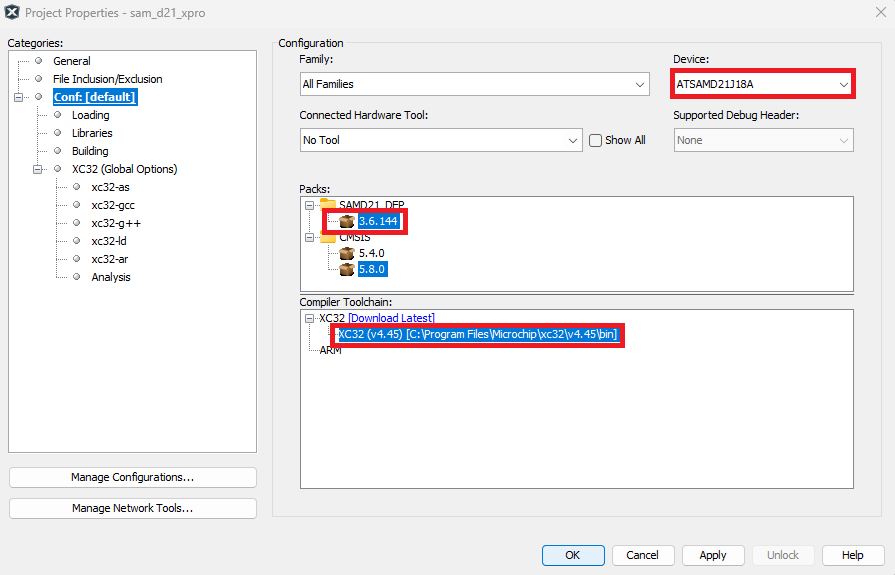 Project Properties - sam_d21_xpro
Categories:
General
File Inclusion/Exclusion
Conf: [default]
Loading
Libraries
Building
XC32 (Global Options)
xc32-as
xc32-gcc
xc32-g++
xc32-ld
xc32-ar
Analysis
Manage Configurations...
Manage Network Tools...
Configuration
Family:
Device:
All Families
ATSAMD21J18A
Connected Hardware Tool:
Supported Debug Header:
No Tool
Show All
None
Packs:
SAMD21_DFP
3.6.144
CMSIS
5.4.0
5.8.0
Compiler Toolchain:
XC32 [Download Latest]
XC32 (v4.45) [C:\Program Files\Microchip\xc32\v4.45\bin]
ARM
OK
Cancel
Apply
Unlock
Help